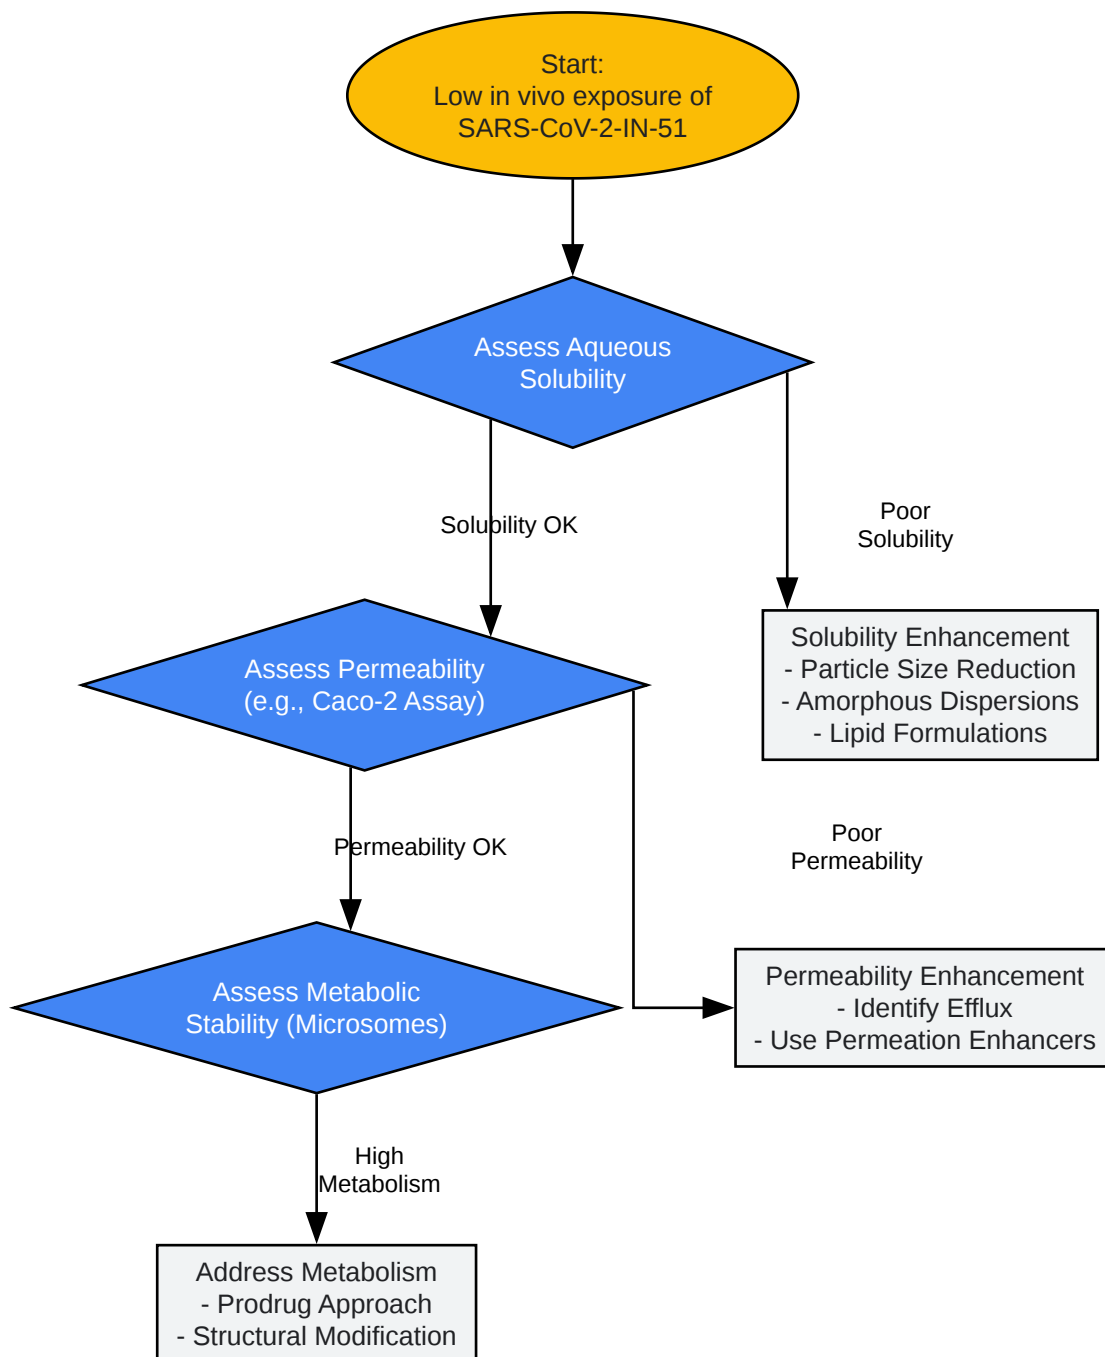 Start:
Low in vivo exposure of
SARS-CoV-2-IN-51
Assess Aqueous
Solubility
Solubility OK
Poor
Solubility
Solubility Enhancement
- Particle Size Reduction
- Amorphous Dispersions
- Lipid Formulations
Assess Permeability
(e.g., Caco-2 Assay)
Permeability OK
Poor
Permeability
Permeability Enhancement
- Identify Efflux
- Use Permeation Enhancers
Assess Metabolic
Stability (Microsomes)
High
Metabolism
Address Metabolism
- Prodrug Approach
- Structural Modification